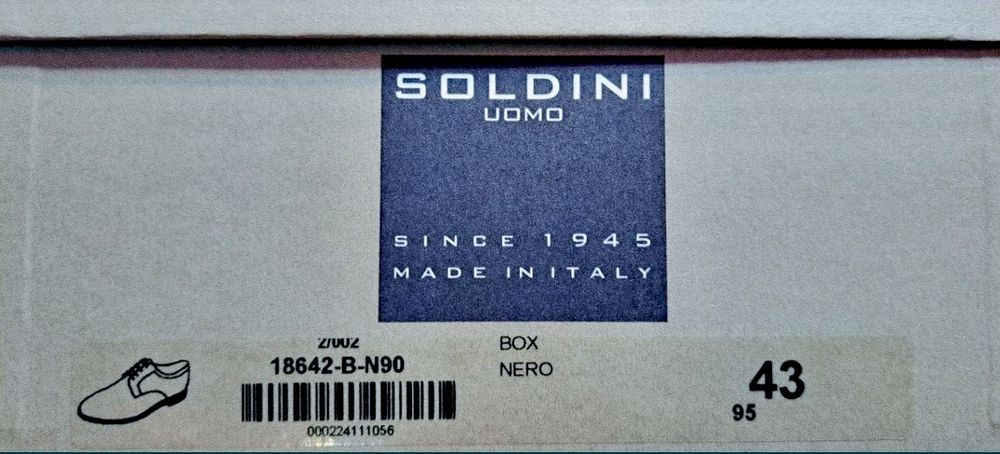 SOLDINI
UOMO
SINCE 1945
MADE IN ITALY
2/002
18642-B-N90
000224111056
BOX
NERO
43
95